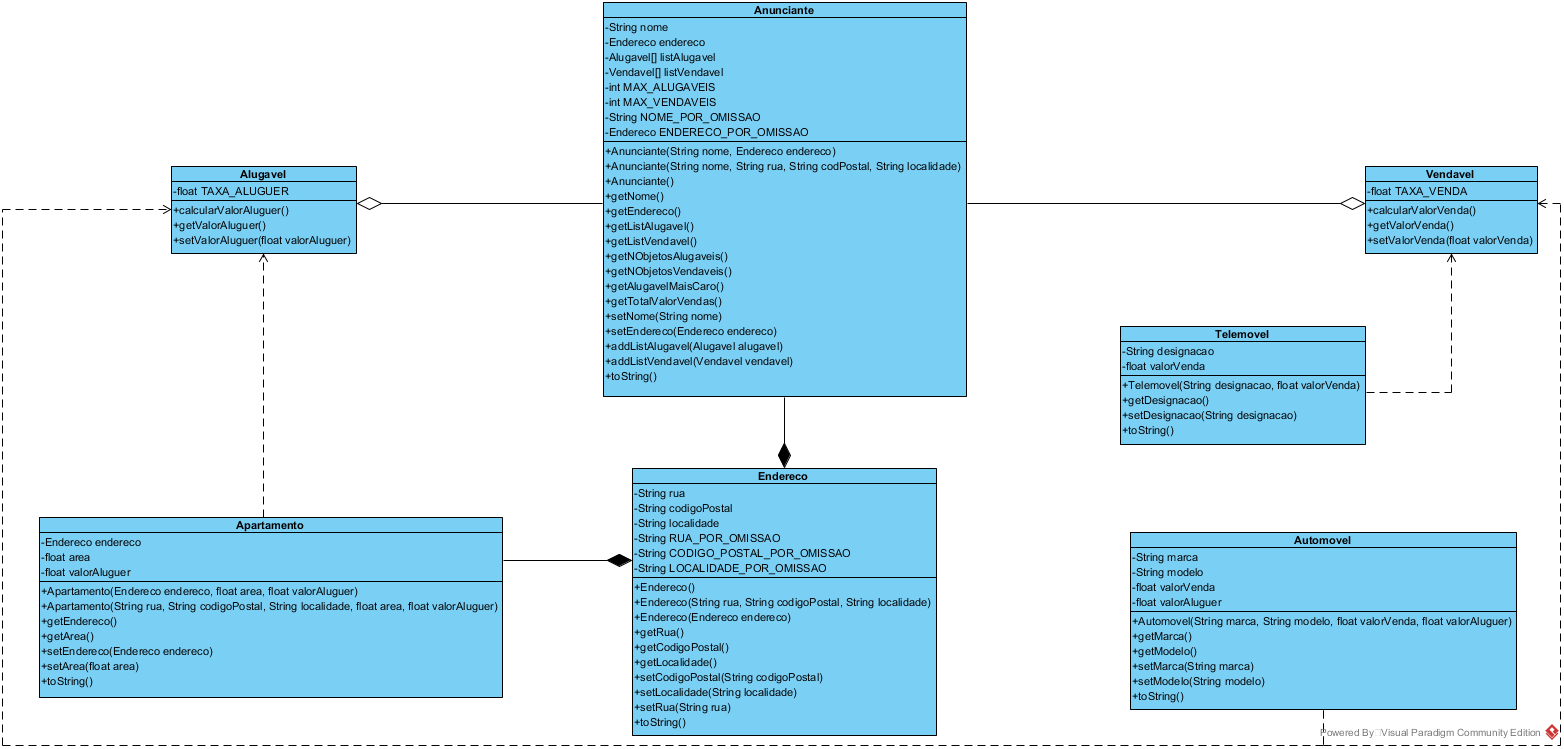 Anunciante
-String nome
-Endereco endereco
-Alugavel[] listAlugavel
-Vendavel[] listVendavel
-int MAX_ALUGAVEIS
-int MAX_VENDAVEIS
-String NOME_POR_OMISSAO
-Endereco ENDERECO_POR_OMISSAO
+Anunciante(String nome, Endereco endereco)
+Anunciante(String nome, String rua, String codPostal, String localidade)
+Anunciante()
+getNome()
+getEndereco()
+getListAlugavel()
+getListVendavel()
+getNObjetosAlugaveis()
+getNObjetosVendaveis()
+getAlugavelMaisCaro()
+getTotalValorVendas()
+setNome(String nome)
+setEndereco(Endereco endereco)
+addListAlugavel(Alugavel alugavel)
+addListVendavel(Vendavel vendavel)
+toString()
Alugavel
-float TAXA_ALUGUER
+calcularValorAluguer()
+getValorAluguer()
+setValorAluguer(float valorAluguer)
Vendavel
-float TAXA_VENDA
+calcularValorVenda()
+getValorVenda()
+setValorVenda(float valorVenda)
Telemovel
-String designacao
-float valorVenda
+Telemovel(String designacao, float valorVenda)
+getDesignacao()
+setDesignacao(String designacao)
+toString()
Endereco
-String rua
-String codigoPostal
-String localidade
-String RUA_POR_OMISSAO
-String CODIGO_POSTAL_POR_OMISSAO
-String LOCALIDADE_POR_OMISSAO
+Endereco()
+Endereco(String rua, String codigoPostal, String localidade)
+Endereco(Endereco endereco)
+getRua()
+getCodigoPostal()
+getLocalidade()
+setCodigoPostal(String codigoPostal)
+setLocalidade(String localidade)
+setRua(String rua)
+toString()
Apartamento
-Endereco endereco
-float area
-float valorAluguer
+Apartamento(Endereco endereco, float area, float valorAluguer)
+Apartamento(String rua, String codigoPostal, String localidade, float area, float valorAluguer)
+getEndereco()
+getArea()
+setEndereco(Endereco endereco)
+setArea(float area)
+toString()
Automovel
-String marca
-String modelo
-float valorVenda
-float valorAluguer
+Automovel(String marca, String modelo, float valorVenda, float valorAluguer)
+getMarca()
+getModelo()
+setMarca(String marca)
+setModelo(String modelo)
+toString()
Powered By Visual Paradigm Community Edition